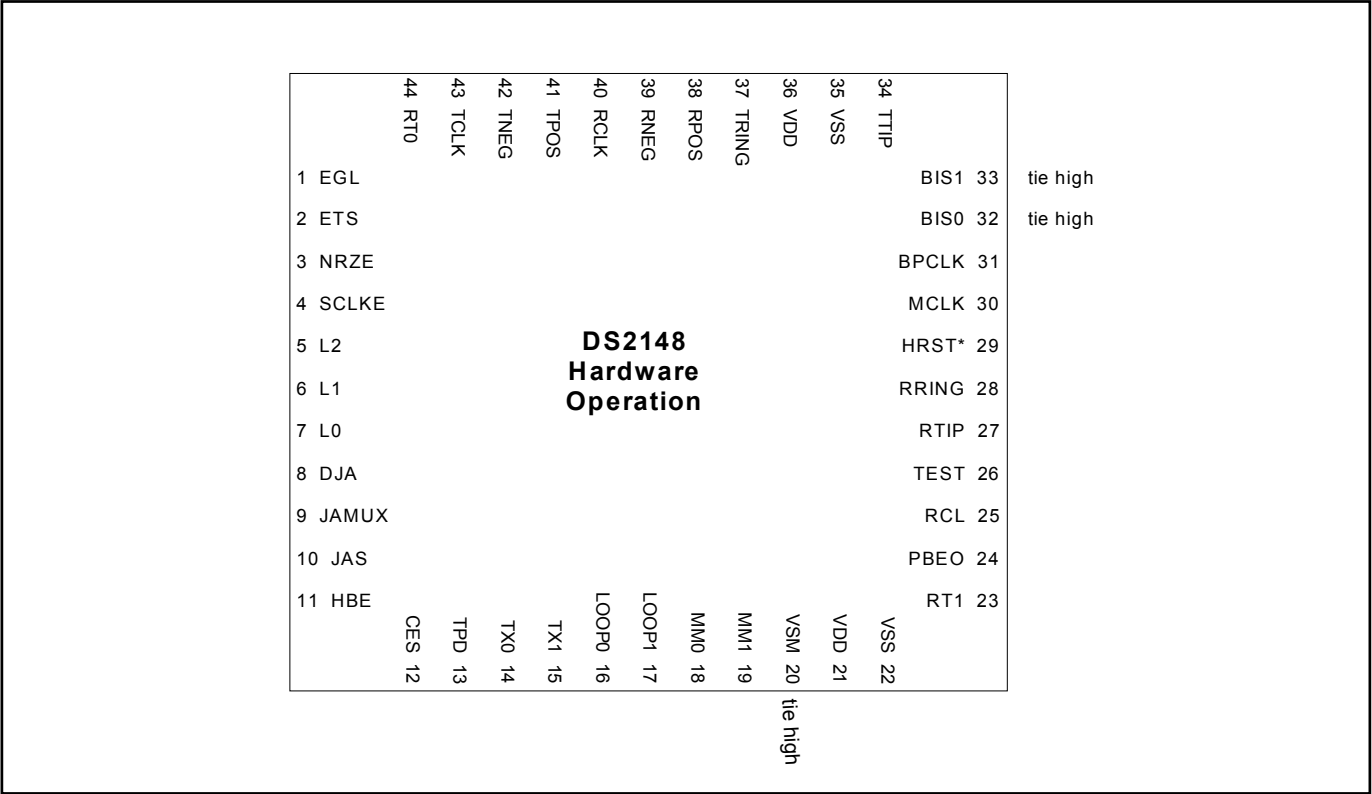 44 RT0
43 TCLK
42 TNEG
41 TPOS
40 RCLK
39 RNEG
38 RPOS
37 TRING
36 VDD
35 VSS
34 TTIP
1 EGL
2 ETS
3 NRZE
4 SCLKE
5 L2
6 L1
7 L0
8 DJA
9 JAMUX
10 JAS
11 HBE
DS2148
Hardware
Operation
BIS1 33 tie high
BIS0 32 tie high
BPCLK 31
MCLK 30
HRST* 29
RRING 28
RTIP 27
TEST 26
RCL 25
PBEO 24
RT1 23
CES 12
TPD 13
TX0 14
TX1 15
LOOP0 16
LOOP1 17
MM0 18
MM1 19
VSM 20 tie high
VDD 21
VSS 22